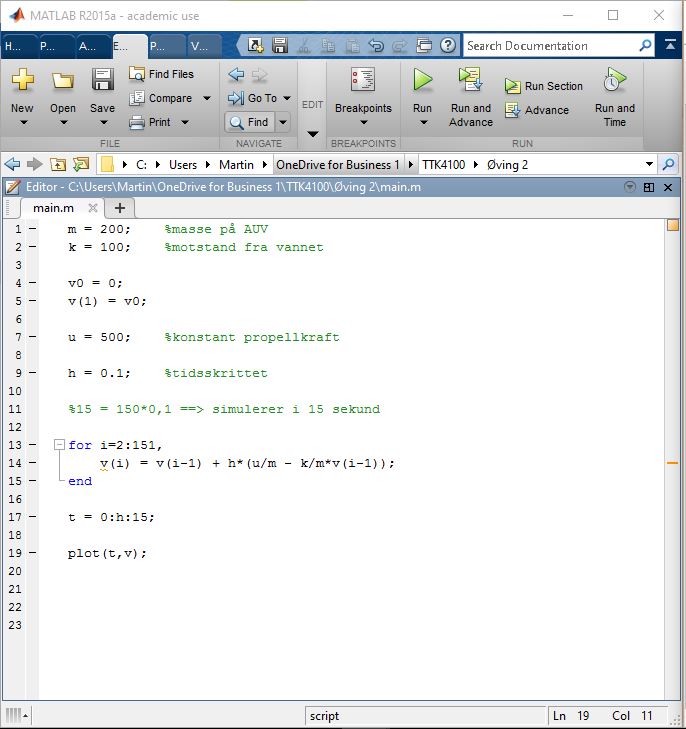 MATLAB R2015a - academic use
H... P... A... E... P... V... Search Documentation
New Open Save Find Files Compare Print
Go To Find
EDIT
Breakpoints
Run Run and Advance Run Section Advance Run and Time
FILE NAVIGATE BREAKPOINTS RUN
C: Users Martin OneDrive for Business 1 TTK4100 Øving 2
Editor - C:\Users\Martin\OneDrive for Business 1\TTK4100\Øving 2\main.m
main.m
1 m = 200; %masse på AUV
2 k = 100; %motstand fra vannet
3
4 v0 = 0;
5 v(1) = v0;
6
7 u = 500; %konstant propellkraft
8
9 h = 0.1; %tidsskrittet
10
11 %15 = 150*0,1 ==> simulerer i 15 sekund
12
13 for i=2:151,
14 v(i) = v(i-1) + h*(u/m - k/m*v(i-1));
15 end
16
17 t = 0:h:15;
18
19 plot(t,v);
20
21
22
23
script Ln 19 Col 11